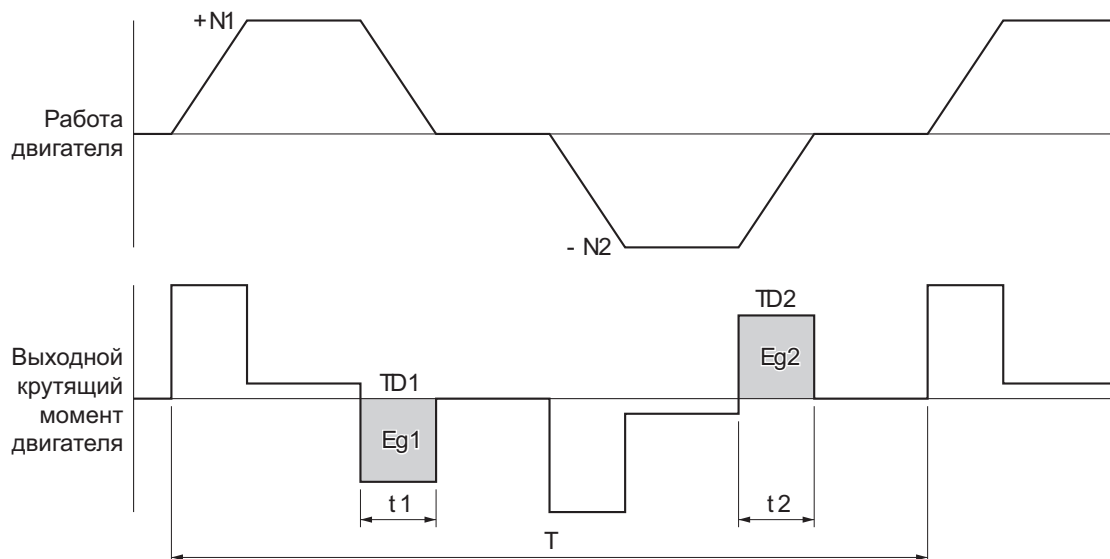 +N1
Работа
двигателя
- N2
TD2
Eg2
Выходной
крутящий
момент
двигателя
TD1
Eg1
t1
t2
T